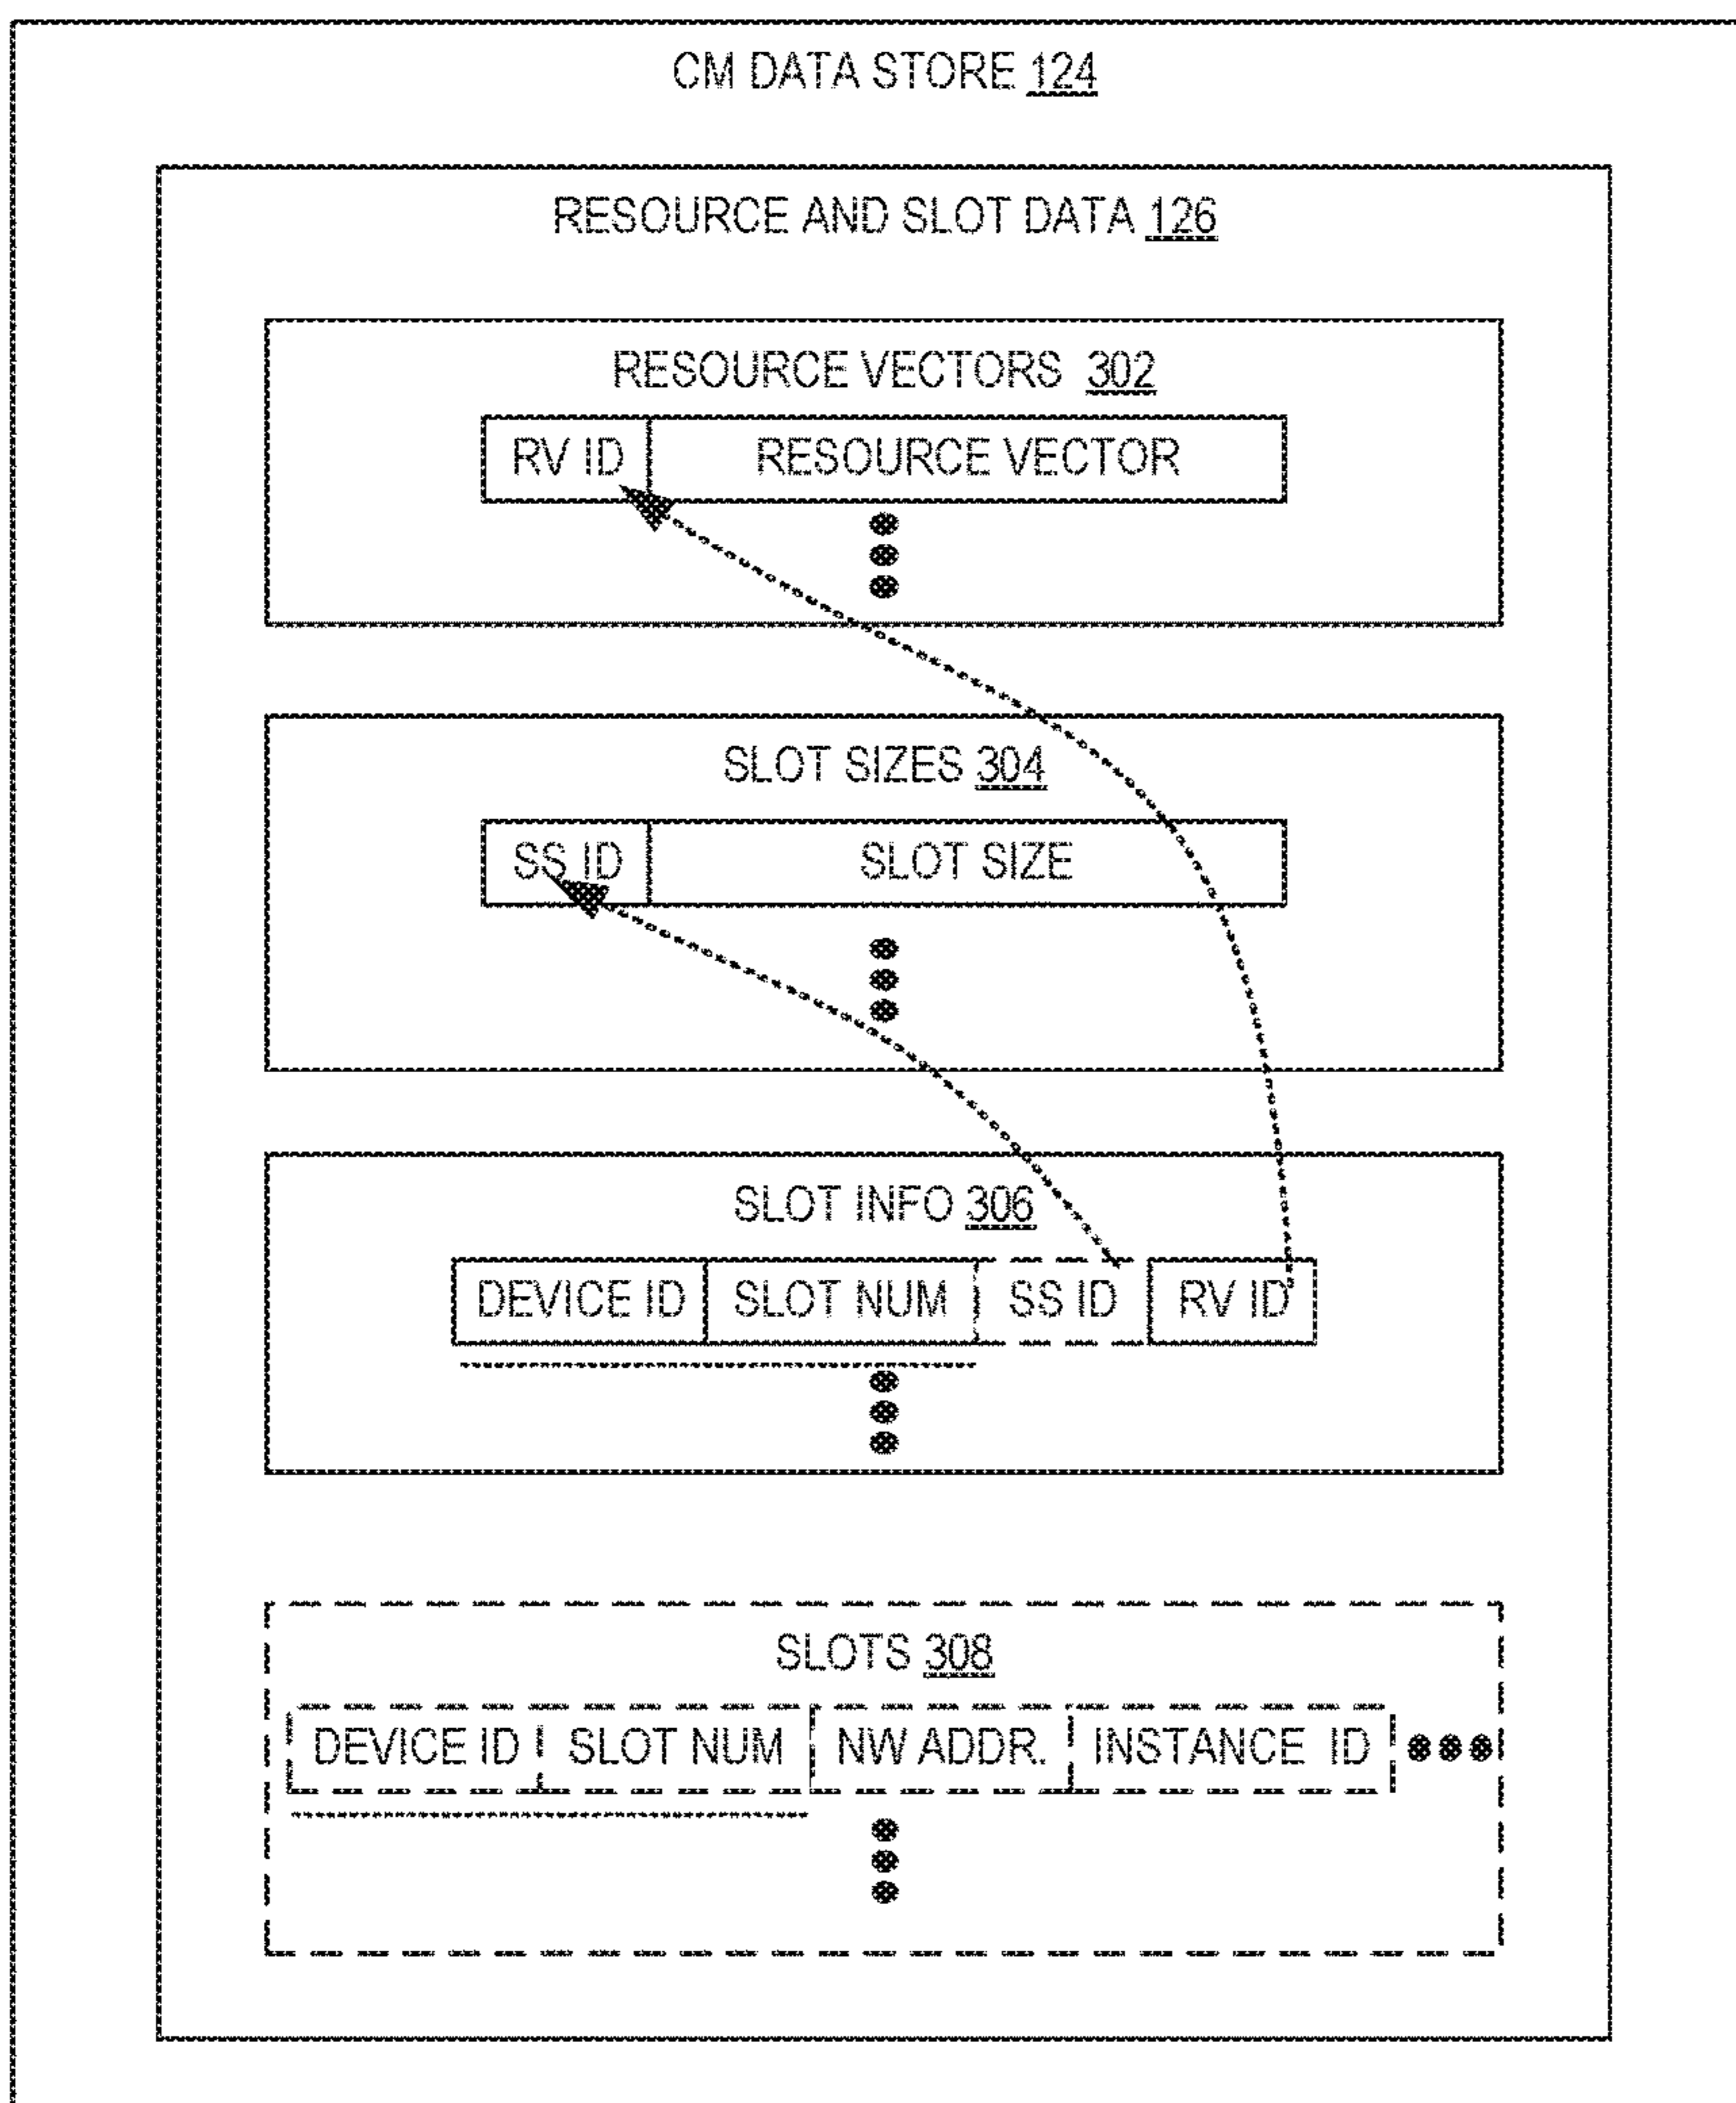 CM DATA STORE 124
RESOURCE AND SLOT DATA 126
RESOURCE VECTORS 302
RV ID RESOURCE VECTOR
SLOT SIZES 304
SS ID SLOT SIZE
SLOT INFO 306
DEVICE ID SLOT NUM SS ID RV ID
SLOTS 308
DEVICE ID SLOT NUM NW ADDR. INSTANCE ID